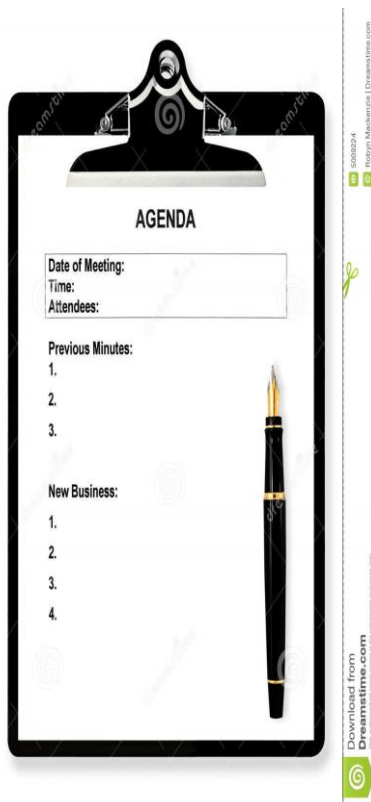 AGENDA
Date of Meeting:
Time:
Attendees:
Previous Minutes:
1.
2.
3.
New Business:
1.
2.
3.
4.
5009224
Robyn Mackenzie | Dreamstime.com
Download from
Dreamstime.com